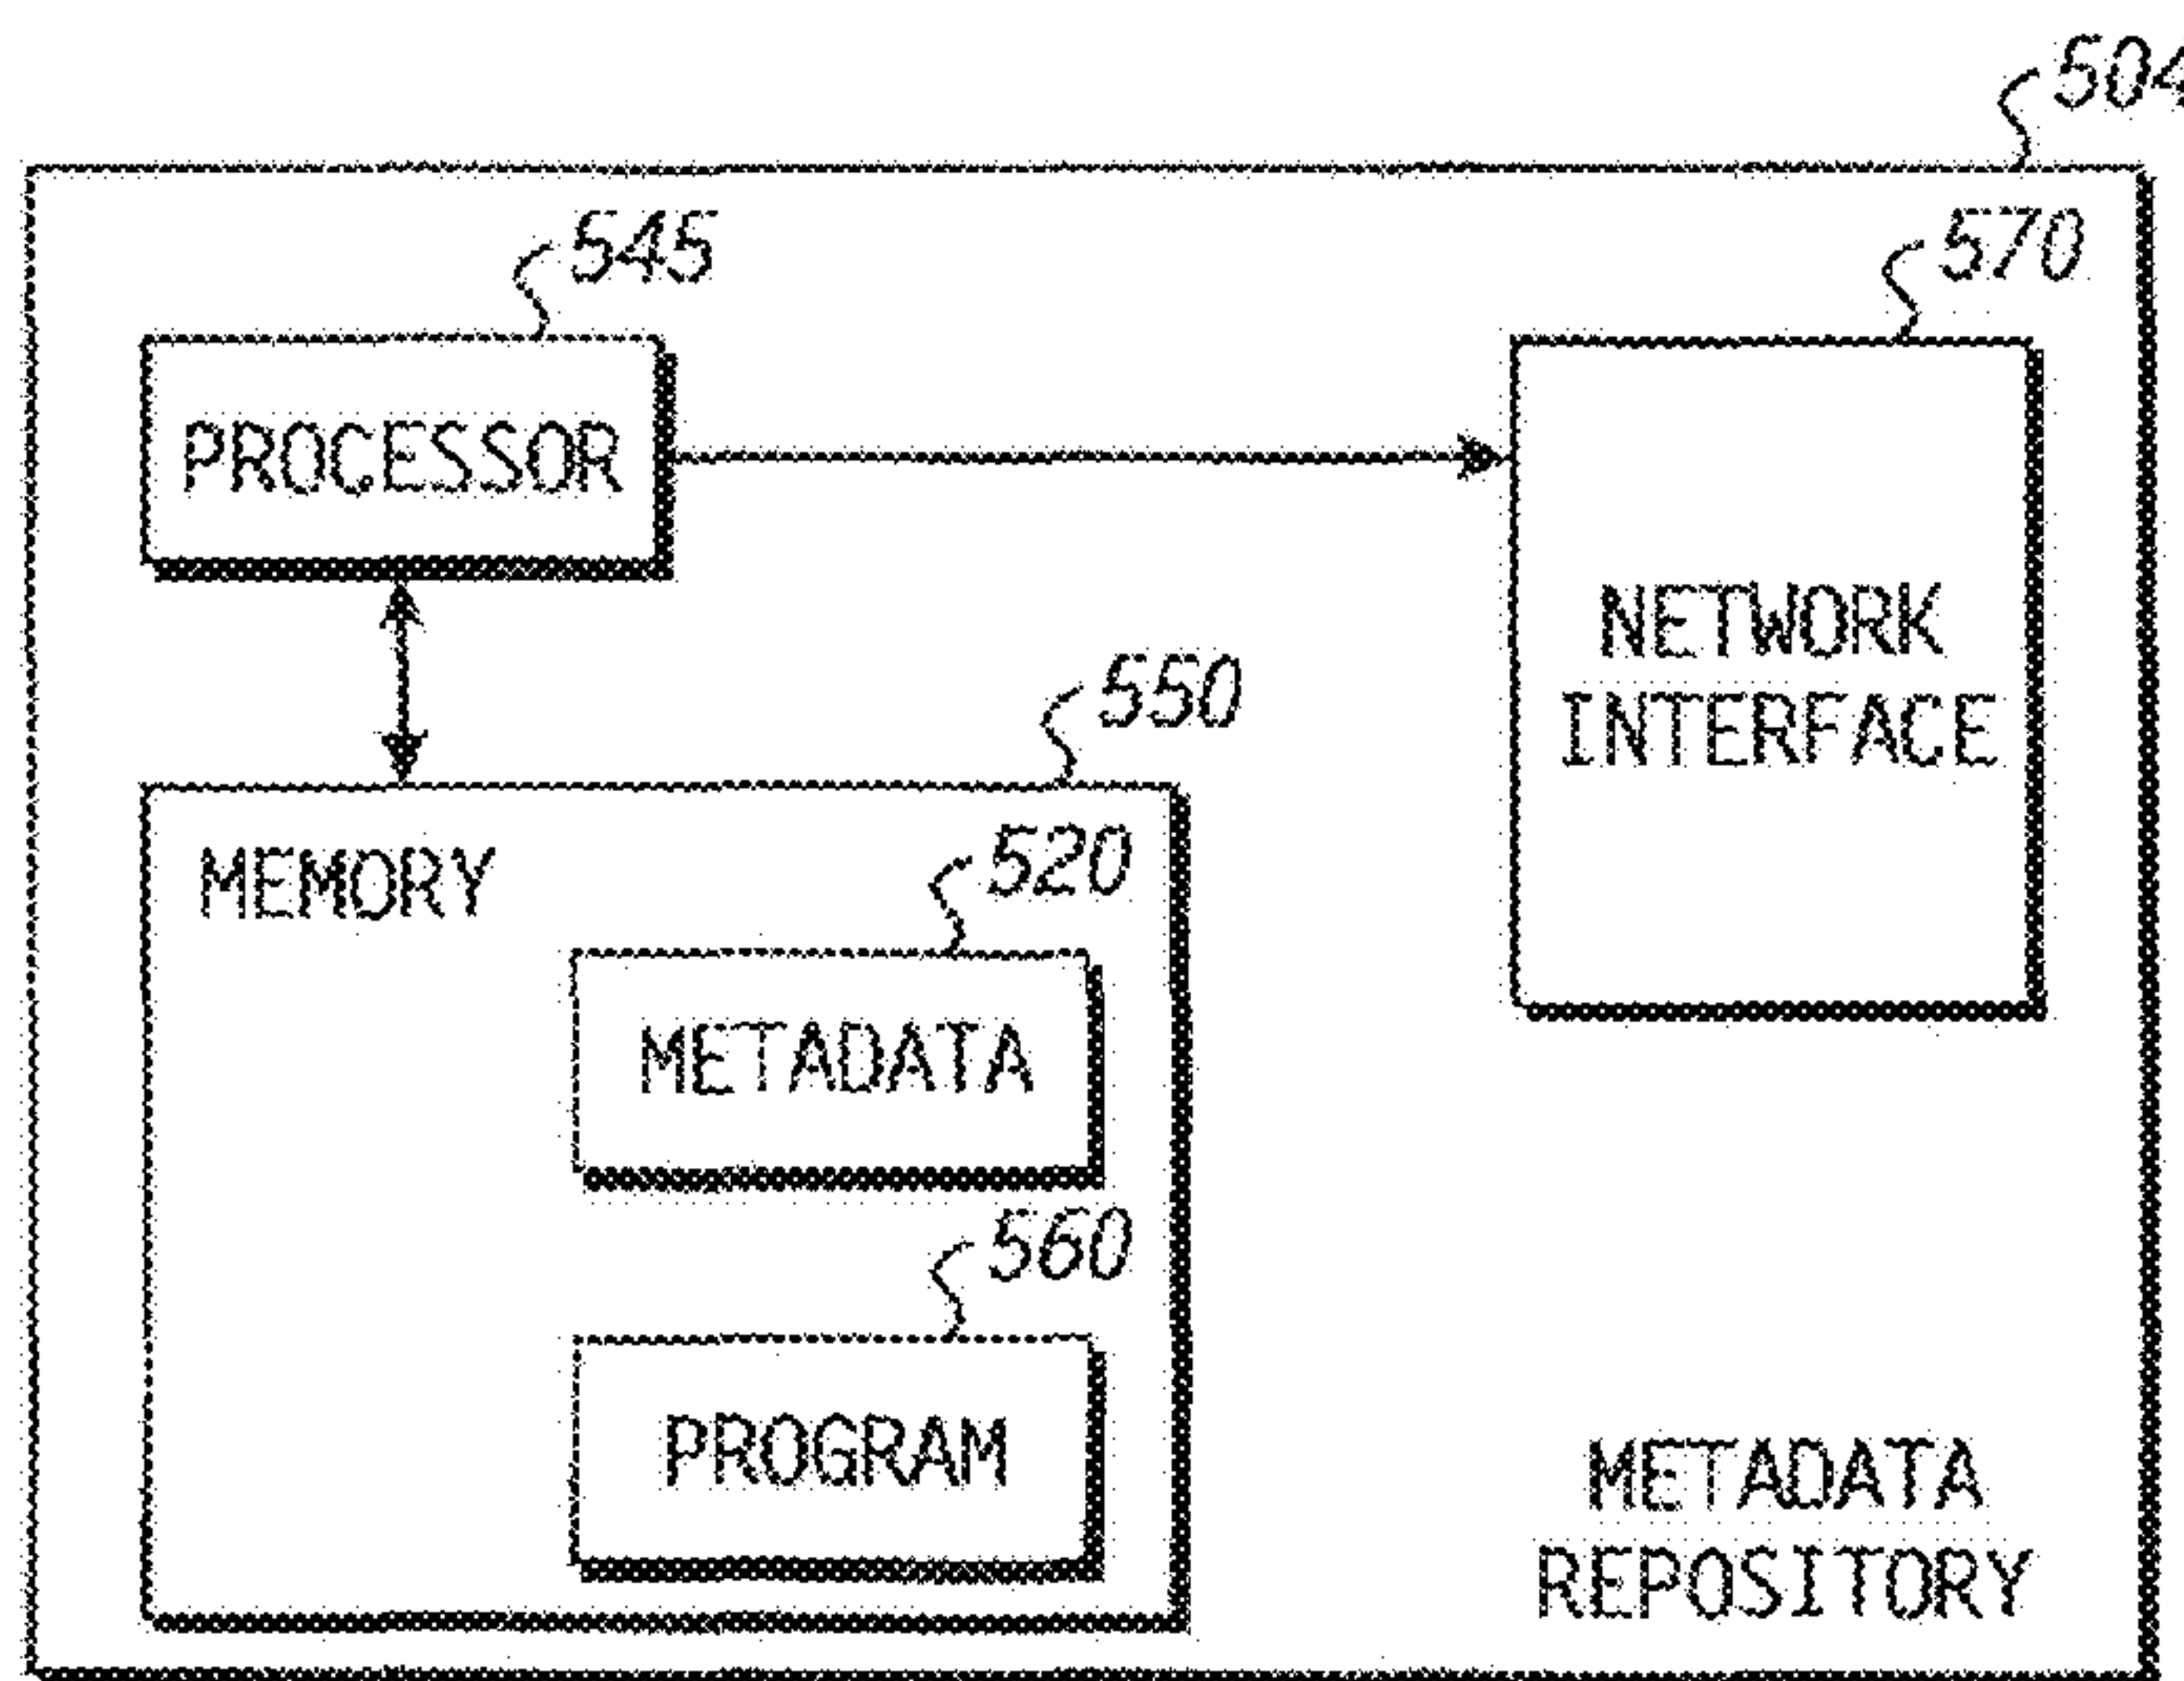 504
545
570
PROCESSOR
NETWORK
INTERFACE
550
MEMORY
520
METADATA
560
PROGRAM
METADATA
REPOSITORY